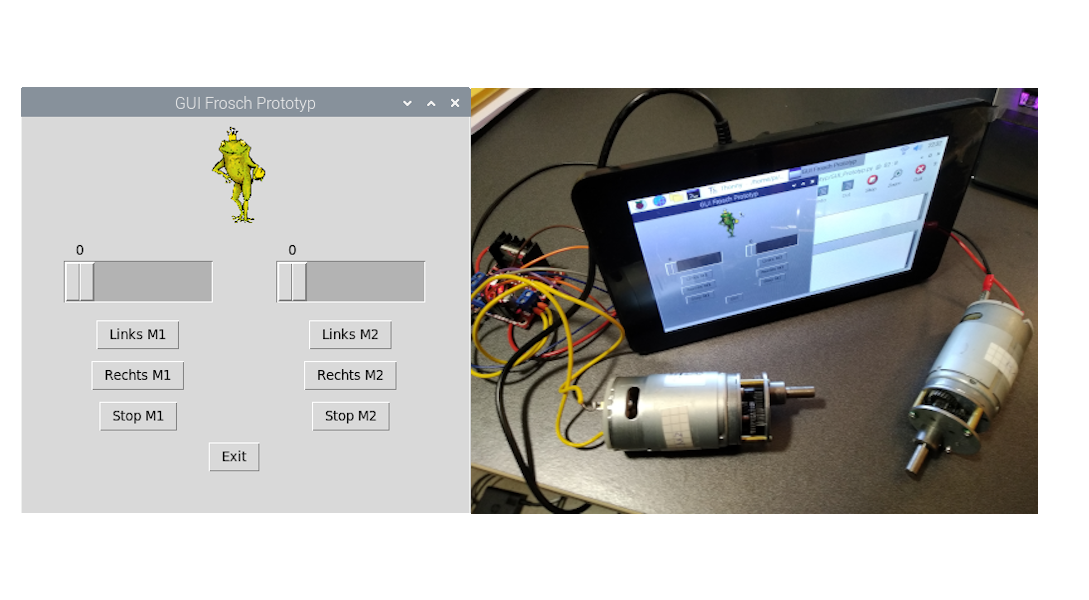 GUI Frosch Prototyp
0
0
Links M1
Links M2
Rechts M1
Rechts M2
Stop M1
Stop M2
Exit
GUI Frosch Prototyp